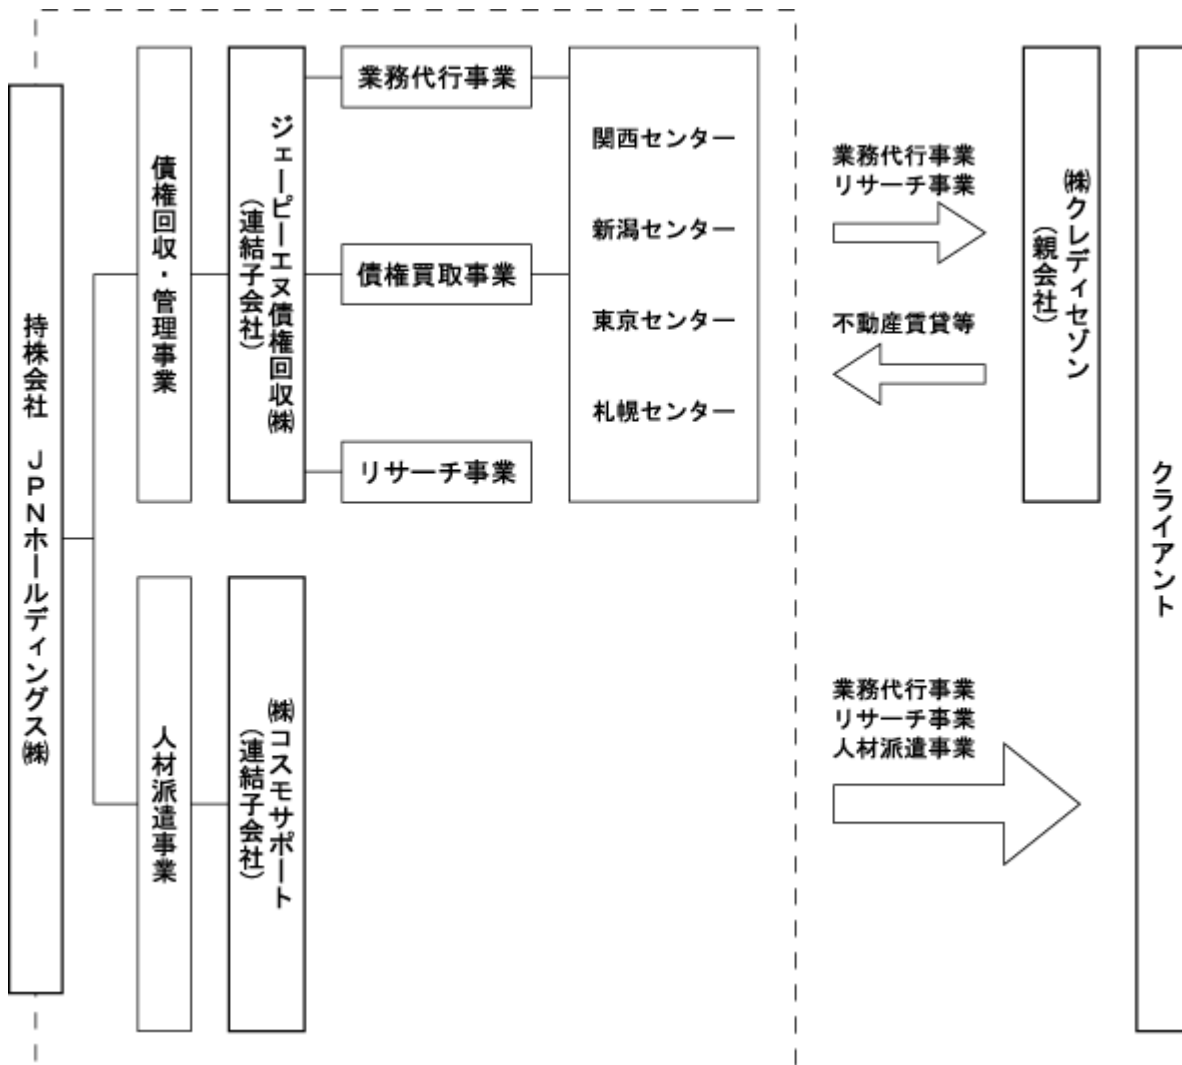 持株会社 ＪＰＮホールディングス㈱
債権回収・管理事業
ジェーピーエヌ債権回収㈱
（連結子会社）
業務代行事業
債権買取事業
リサーチ事業
関西センター
新潟センター
東京センター
札幌センター
人材派遣事業
㈱コスモサポート
（連結子会社）
業務代行事業
リサーチ事業
不動産賃貸等
㈱クレディセゾン
（親会社）
業務代行事業
リサーチ事業
人材派遣事業
クライアント